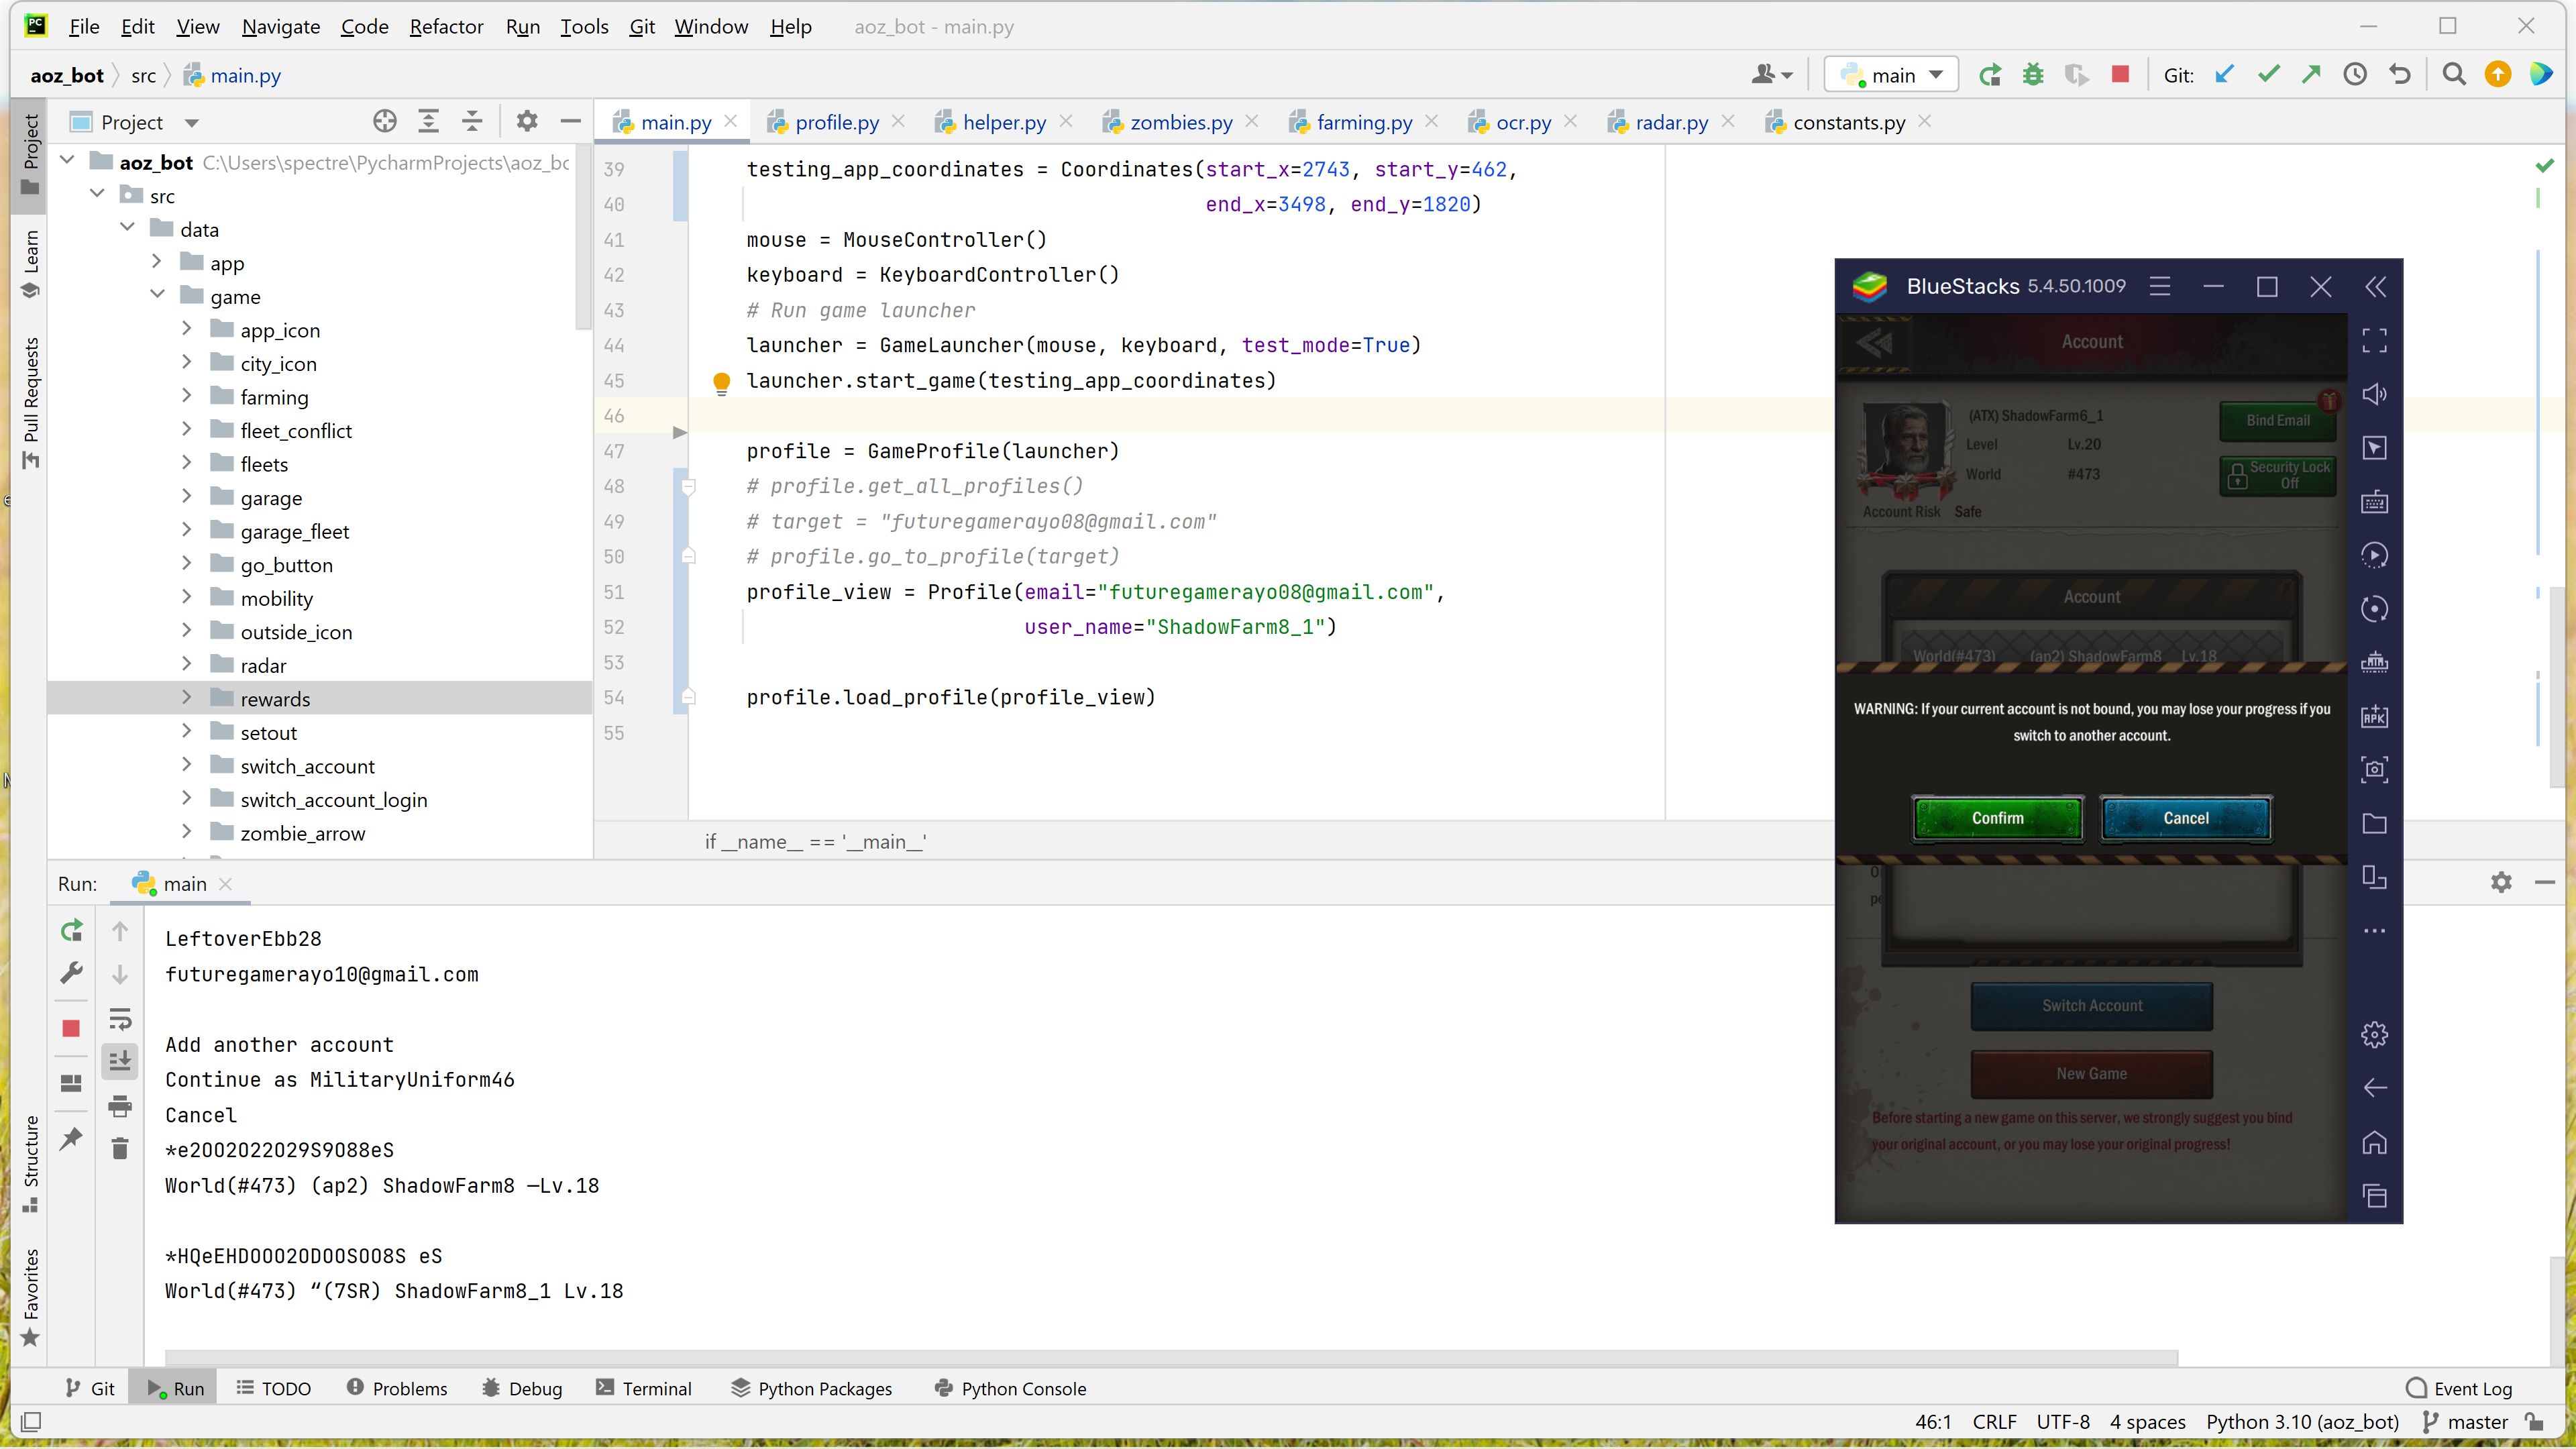 File Edit View Navigate Code Refactor Run Tools Git Window Help aoz_bot - main.py
aoz_bot src main.py
main
Git:
Project
main.py profile.py helper.py zombies.py farming.py ocr.py radar.py constants.py
Project
Learn
Pull Requests
Structure
Favorites
aoz_bot C:\Users\spectre\PycharmProjects\aoz_bo
src
data
app
game
app_icon
city_icon
farming
fleet_conflict
fleets
garage
garage_fleet
go_button
mobility
outside_icon
radar
rewards
setout
switch_account
switch_account_login
zombie_arrow
39 testing_app_coordinates = Coordinates(start_x=2743, start_y=462,
40 end_x=3498, end_y=1820)
41 mouse = MouseController()
42 keyboard = KeyboardController()
43 # Run game launcher
44 launcher = GameLauncher(mouse, keyboard, test_mode=True)
45 launcher.start_game(testing_app_coordinates)
46
47 profile = GameProfile(launcher)
48 # profile.get_all_profiles()
49 # target = "futuregamerayo08@gmail.com"
50 # profile.go_to_profile(target)
51 profile_view = Profile(email="futuregamerayo08@gmail.com",
52 user_name="ShadowFarm8_1")
53
54 profile.load_profile(profile_view)
55
if __name__ == '__main__'
BlueStacks 5.4.50.1009
Account
(ATX) ShadowFarm6_1
Bind Email
Level Lv.20
World #473
Security Lock
Off
Account Risk Safe
Account
World(#473) (ap2) ShadowFarm8 Lv.18
WARNING: If your current account is not bound, you may lose your progress if you
switch to another account.
Confirm Cancel
Switch Account
New Game
Before starting a new game on this server, we strongly suggest you bind
your original account, or you may lose your original progress!
Run: main
LeftoverEbb28
futuregamerayo10@gmail.com
Add another account
Continue as MilitaryUniform46
Cancel
*e2002022029S9088eS
World(#473) (ap2) ShadowFarm8 —Lv.18
*HQeEHD00020D00S008S eS
World(#473) “(7SR) ShadowFarm8_1 Lv.18
Git Run TODO Problems Debug Terminal Python Packages Python Console Event Log
46:1 CRLF UTF-8 4 spaces Python 3.10 (aoz_bot) master